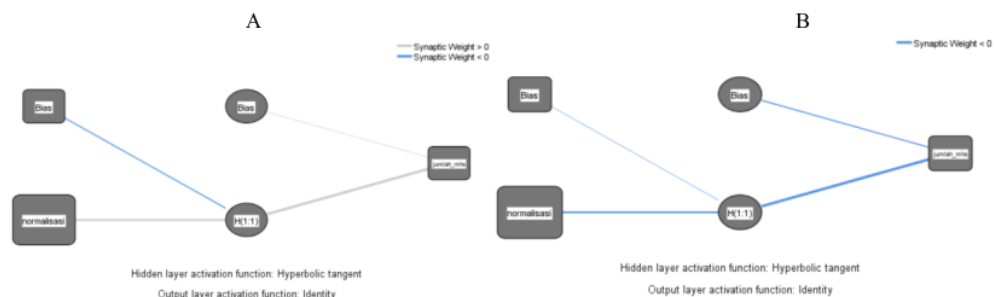 A
Synaptic Weight > 0
Synaptic Weight < 0
Bias
Bias
jumlah_mhs
normalisasi
H(1:1)
Hidden layer activation function: Hyperbolic tangent
Output layer activation function: Identity
B
Synaptic Weight < 0
Bias
Bias
jumlah_mhs
normalisasi
H(1:1)
Hidden layer activation function: Hyperbolic tangent
Output layer activation function: Identity